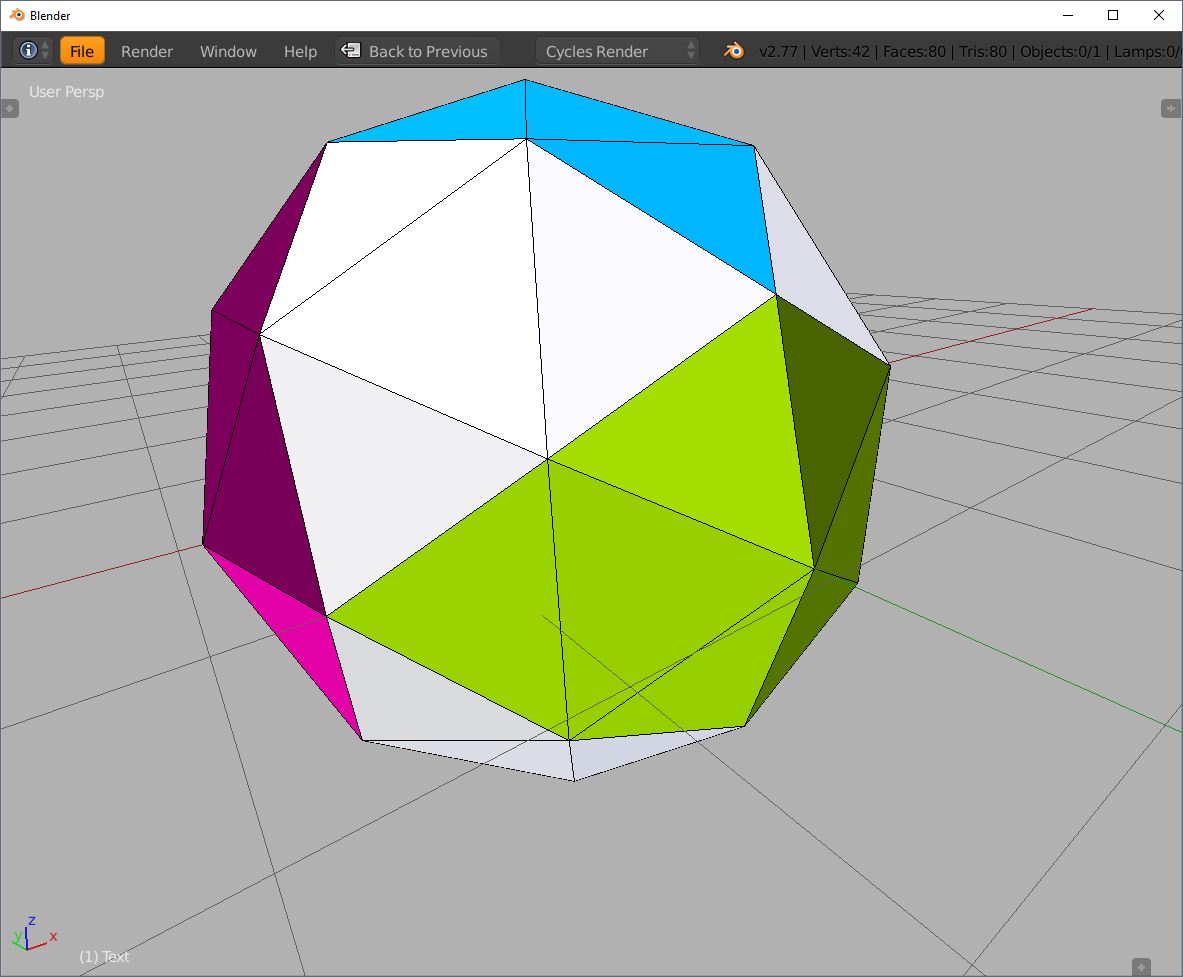 Blender
File Render Window Help Back to Previous Cycles Render v2.77 | Verts:42 | Faces:80 | Tris:80 | Objects:0/1 | Lamps:0/
User Persp
z
y x
(1) Text